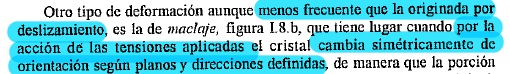 Otro tipo de deformación aunque menos frecuente que la originada por
deslizamiento, es la de maclaje, figura I.8.b, que tiene lugar cuando por la
acción de las tensiones aplicadas el cristal cambia simétricamente de
orientación según planos y direcciones definidas, de manera que la porción